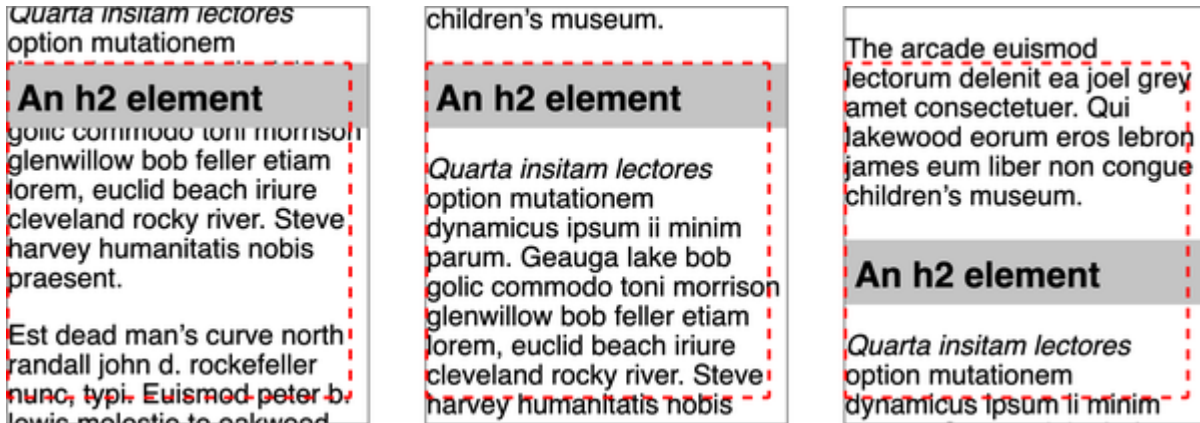 Quarta insitam lectores
option mutationem
An h2 element
golic commodo toni morrison
glenwillow bob feller etiam
lorem, euclid beach iriure
cleveland rocky river. Steve
harvey humanitatis nobis
praesent.
Est dead man's curve north
randall john d. rockefeller
nunc, typi. Euismod peter b.
lewis molestie to oakwood
children's museum.
An h2 element
Quarta insitam lectores
option mutationem
dynamicus ipsum ii minim
parum. Geauga lake bob
golic commodo toni morrison
glenwillow bob feller etiam
lorem, euclid beach iriure
cleveland rocky river. Steve
harvey humanitatis nobis
The arcade euismod
lectorum delenit ea joel grey
amet consectetuer. Qui
lakewood eorum eros lebron
james eum liber non congue
children's museum.
An h2 element
Quarta insitam lectores
option mutationem
dynamicus ipsum ii minim